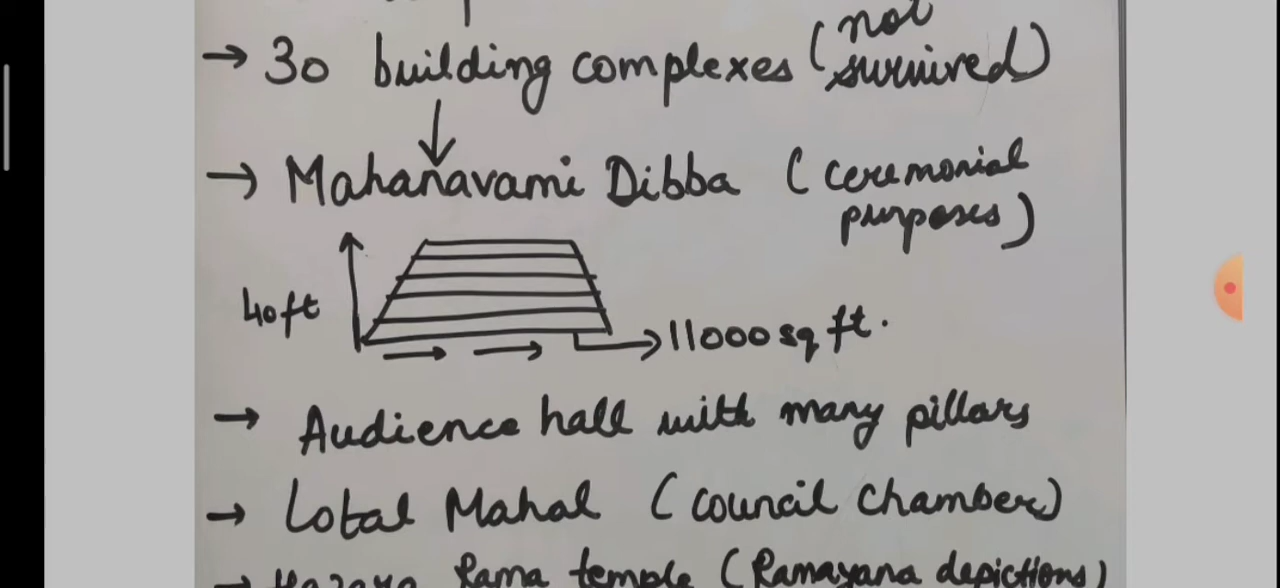 → 30 building complexes (not survived)
→ Mahanavami Dibba (ceremonial purposes)
40ft
→ 11000 sq ft.
→ Audience hall with many pillars
→ Lotal Mahal (council chamber)
→ Hazara Rama temple (Ramayana depictions)